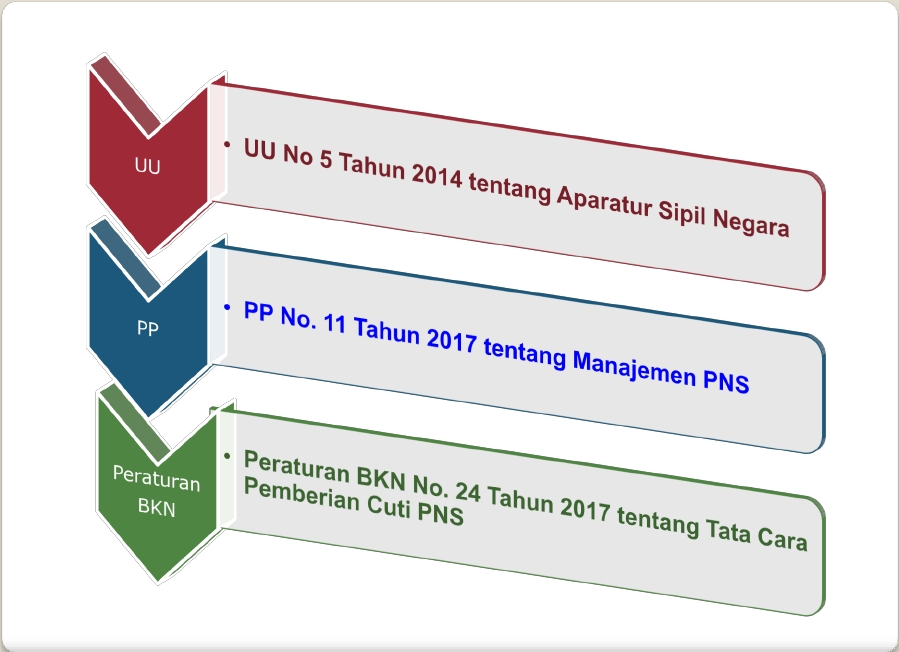 UU
• UU No 5 Tahun 2014 tentang Aparatur Sipil Negara
PP
• PP No. 11 Tahun 2017 tentang Manajemen PNS
Peraturan
BKN
• Peraturan BKN No. 24 Tahun 2017 tentang Tata Cara
Pemberian Cuti PNS